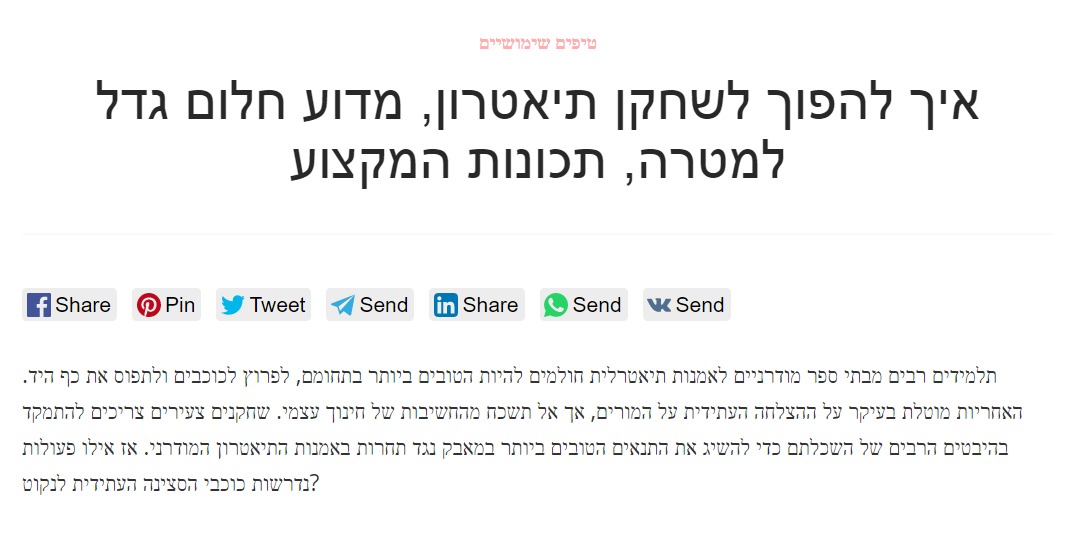 טיפים שימושיים
איך להפוך לשחקן תיאטרון, מדוע חלום גדל
למטרה, תכונות המקצוע
Share Pin Tweet Send Share Send Send
תלמידים רבים מבתי ספר מודרניים לאמנות תיאטרלית חולמים להיות הטובים ביותר בתחומם, לפרוץ לכוכבים ולתפוס את כף היד.
האחריות מוטלת בעיקר על ההצלחה העתידית על המורים, אך אל תשכח מהחשיבות של חינוך עצמי. שחקנים צעירים צריכים להתמקד
בהיבטים הרבים של השכלתם כדי להשיג את התנאים הטובים ביותר במאבק נגד תחרות באמנות התיאטרון המודרני. אז אילו פעולות
נדרשות כוכבי הסצינה העתידית לנקוט?